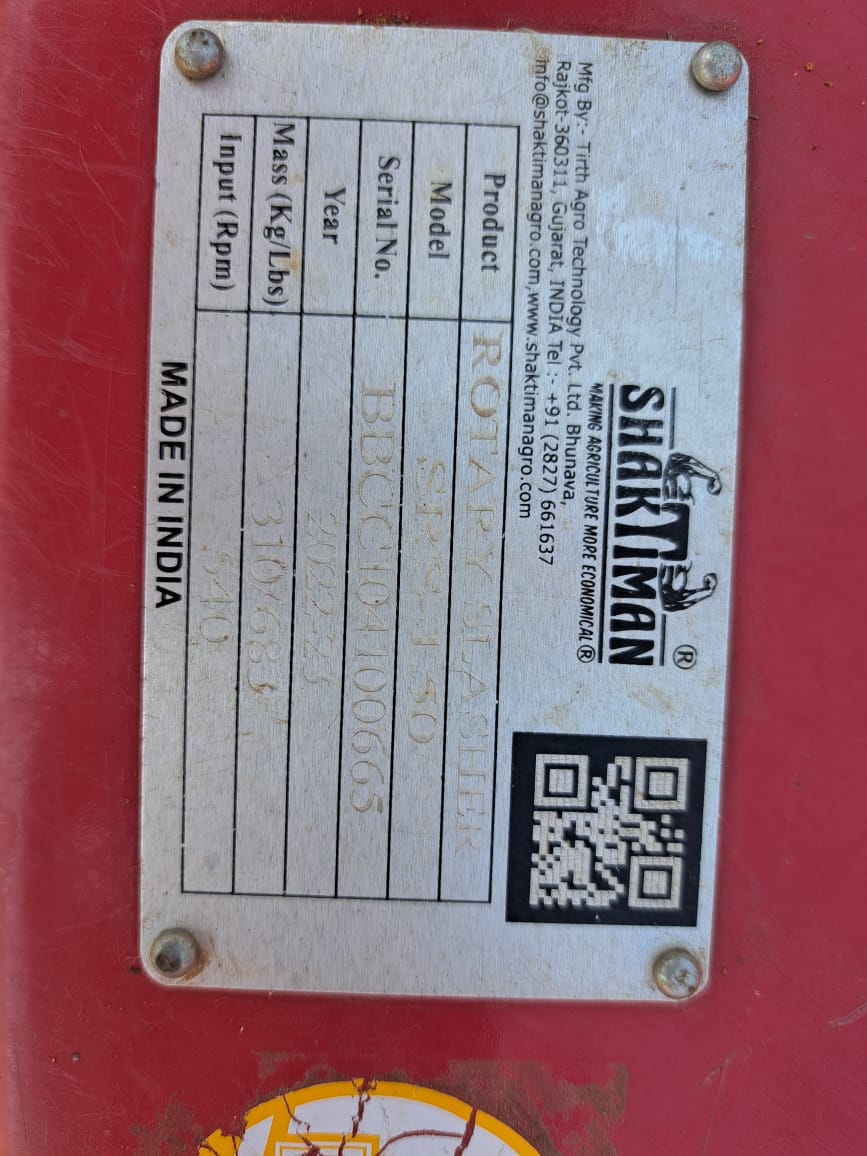 SHAKTIMAN®
MAKING AGRICULTURE MORE ECONOMICAL®
Mfg By:- Tirth Agro Technology Pvt. Ltd. Bhunava,
Rajkot-360311, Gujarat, INDIA Tel :- +91 (2827) 661637
info@shaktimanagro.com,www.shaktimanagro.com
Product ROTARY SLASHER
Model SRS-150
Serial No. BBCC104100665
Year 2022-23
Mass (Kg/Lbs) 310/683
Input (Rpm) 540
MADE IN INDIA